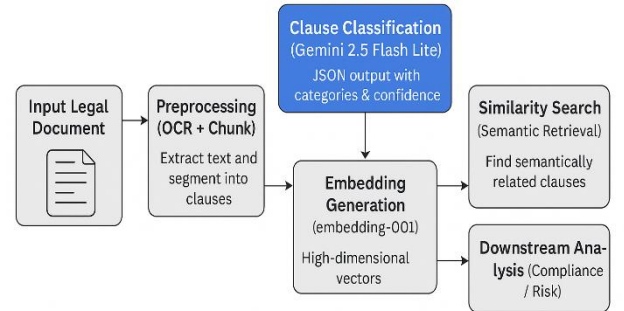 Input Legal
Document
Preprocessing
(OCR + Chunk)
Extract text and
segment into
clauses
Clause Classification
(Gemini 2.5 Flash Lite)
JSON output with
categories & confidence
Embedding
Generation
(embedding-001)
High-dimensional
vectors
Similarity Search
(Semantic Retrieval)
Find semantically
related clauses
Downstream Ana-
lysis (Compliance
/ Risk)